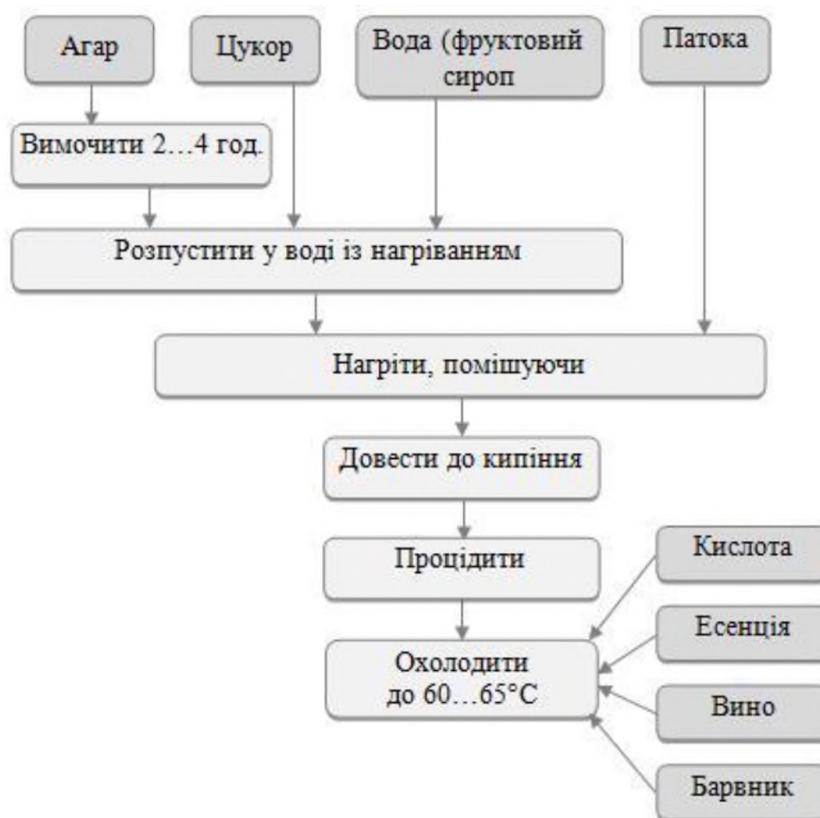 Агар
Цукор
Вода (фруктовий
сироп
Патока
Вимочити 2…4 год.
Розпустити у воді із нагріванням
Нагріти, помішуючи
Довести до кипіння
Процідити
Кислота
Есенція
Охолодити
до 60…65°С
Вино
Барвник